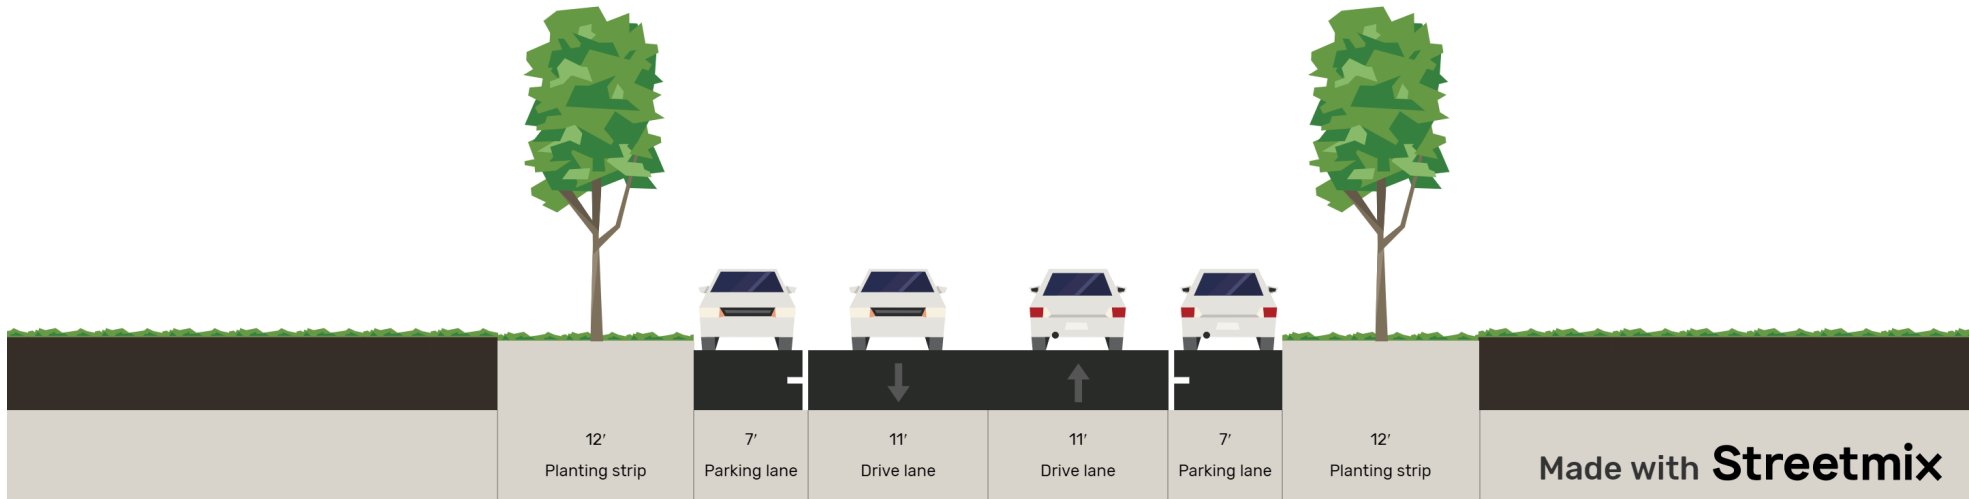 12′
Planting strip
7′
Parking lane
11′
Drive lane
11′
Drive lane
7′
Parking lane
12′
Planting strip
Made with Streetmix